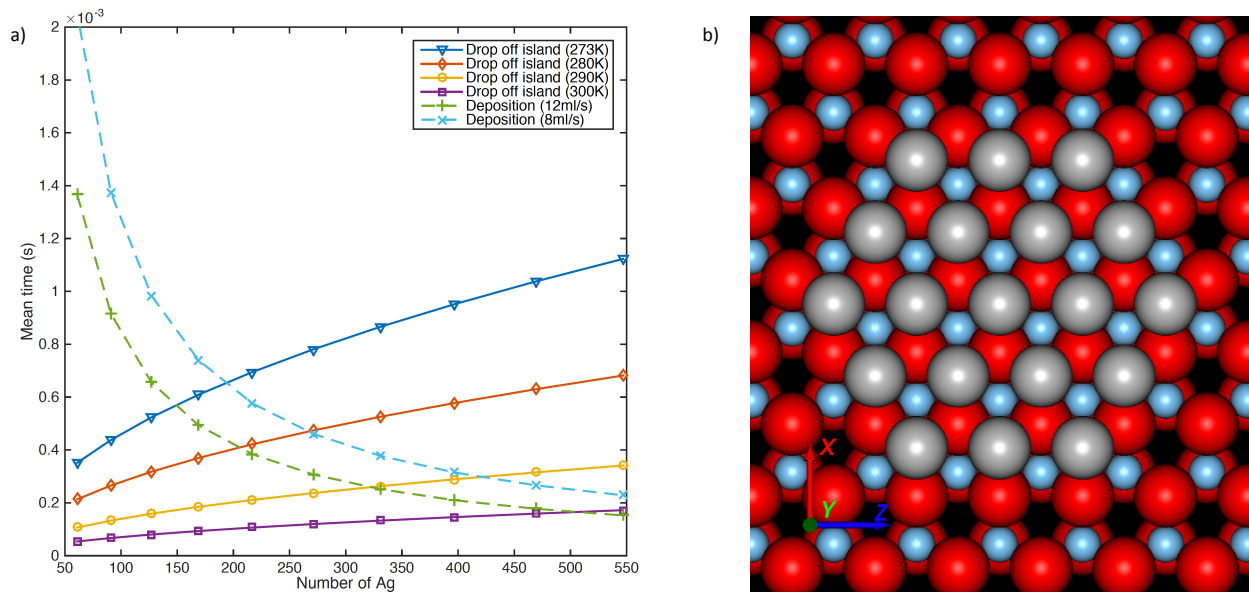 a)
×10⁻³
2
1.8
1.6
1.4
1.2
1
0.8
0.6
0.4
0.2
0
Mean time (s)
50 100 150 200 250 300 350 400 450 500 550
Number of Ag
Drop off island (273K)
Drop off island (280K)
Drop off island (290K)
Drop off island (300K)
Deposition (12ml/s)
Deposition (8ml/s)
b)
X
Y
Z